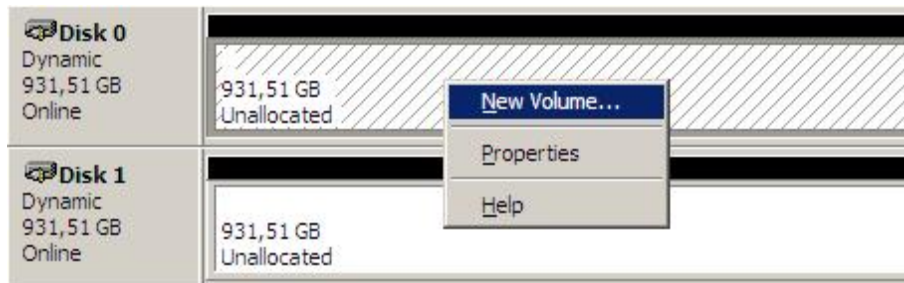 Disk 0
Dynamic
931,51 GB
Online
931,51 GB
Unallocated
New Volume...
Properties
Help
Disk 1
Dynamic
931,51 GB
Online
931,51 GB
Unallocated